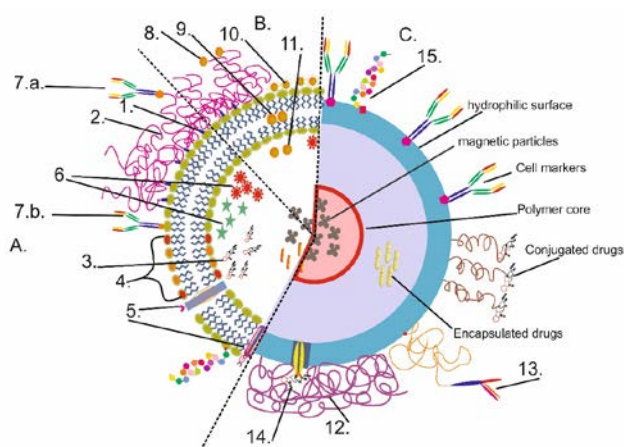 B.
10.
9.
8.
11.
C.
15.
7.a.
1.
2.
hydrophilic surface
magnetic particles
6
Cell markers
7.b.
Polymer core
A.
3.
Conjugated drugs
4
5.
Encapsulated drugs
13.
14.
12.